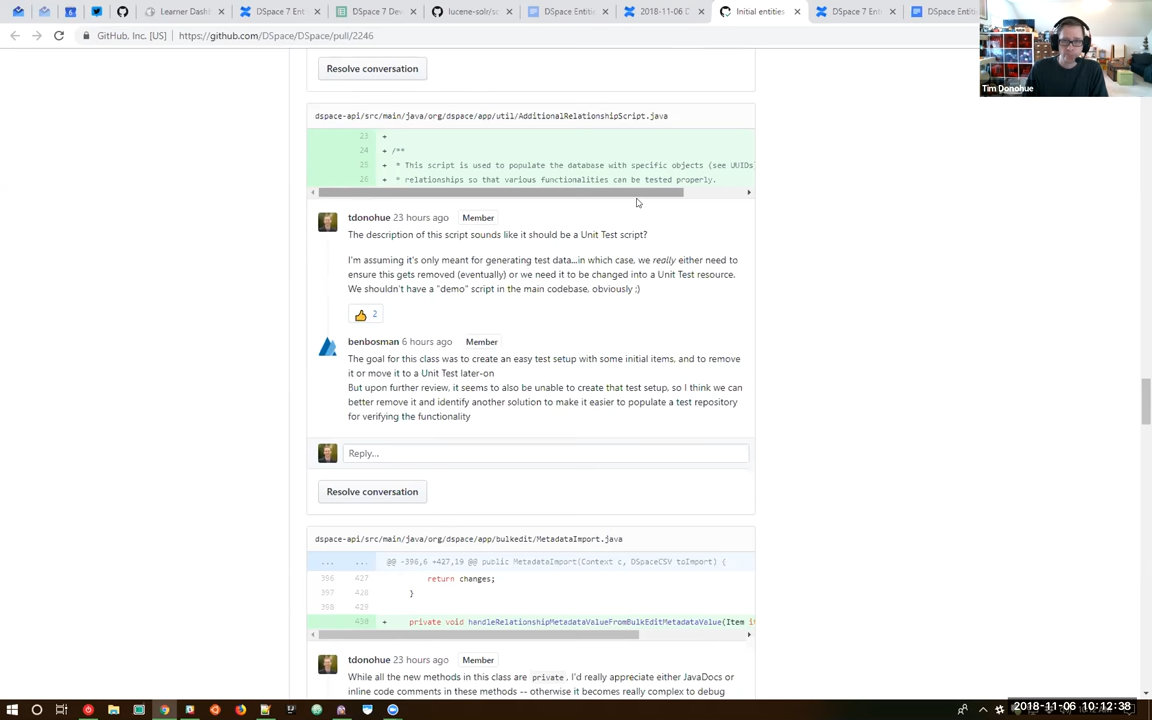 Learner Dash
DSpace 7 Enti
DSpace 7 Dev
lucene-solr/so
DSpace Entitie
2018-11-06 D
Initial entities
DSpace 7 Enti
DSpace Entiti
GitHub, Inc. [US]
https://github.com/DSpace/DSpace/pull/2246
Tim Donohue
Resolve conversation
dspace-api/src/main/java/org/dspace/app/util/AdditionalRelationshipScript.java
23 +
24 + /**
25 + * This script is used to populate the database with specific objects (see UUIDs
26 + * relationships so that various functionalities can be tested properly.
tdonohue 23 hours ago Member
The description of this script sounds like it should be a Unit Test script?
I'm assuming it's only meant for generating test data...in which case, we really either need to
ensure this gets removed (eventually) or we need it to be changed into a Unit Test resource.
We shouldn't have a "demo" script in the main codebase, obviously :)
2
benbosman 6 hours ago Member
The goal for this class was to create an easy test setup with some initial items, and to remove
it or move it to a Unit Test later-on
But upon further review, it seems to also be unable to create that test setup, so I think we can
better remove it and identify another solution to make it easier to populate a test repository
for verifying the functionality
Reply...
Resolve conversation
dspace-api/src/main/java/org/dspace/app/bulkedit/MetadataImport.java
... ... @@ -396,6 +427,19 @@ public MetadataImport(Context c, DSpaceCSV toImport) {
396 427 return changes;
397 428 }
398 429
430 + private void handleRelationshipMetadataValueFromBulkEditMetadataValue(Item it
tdonohue 23 hours ago Member
While all the new methods in this class are private, I'd really appreciate either JavaDocs or
inline code comments in these methods -- otherwise it becomes really complex to debug
2018-11-06 10:12:38